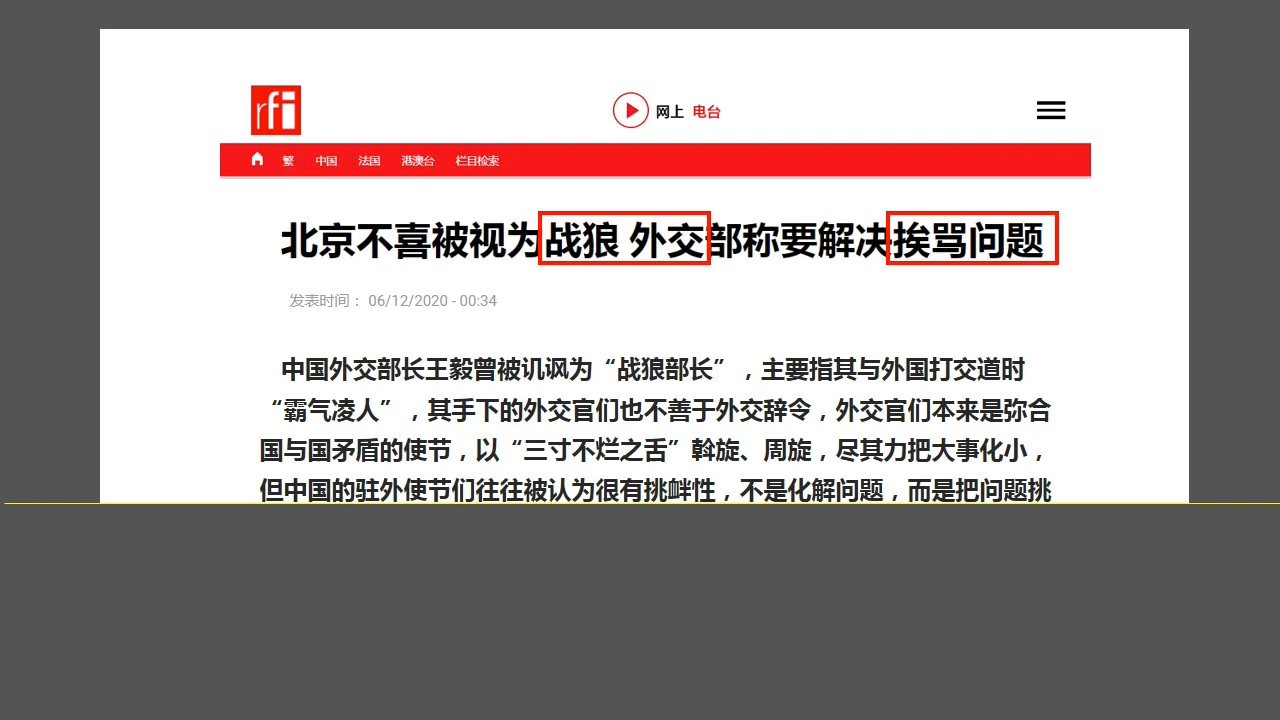 rfi
网上 电台
繁 中国 法国 港澳台 栏目检索
北京不喜被视为战狼 外交部称要解决挨骂问题
发表时间： 06/12/2020 - 00:34
中国外交部长王毅曾被讥讽为“战狼部长”，主要指其与外国打交道时
“霸气凌人”，其手下的外交官们也不善于外交辞令，外交官们本来是弥合
国与国矛盾的使节，以“三寸不烂之舌”斡旋、周旋，尽其力把大事化小，
但中国的驻外使节们往往被认为很有挑衅性，不是化解问题，而是把问题挑